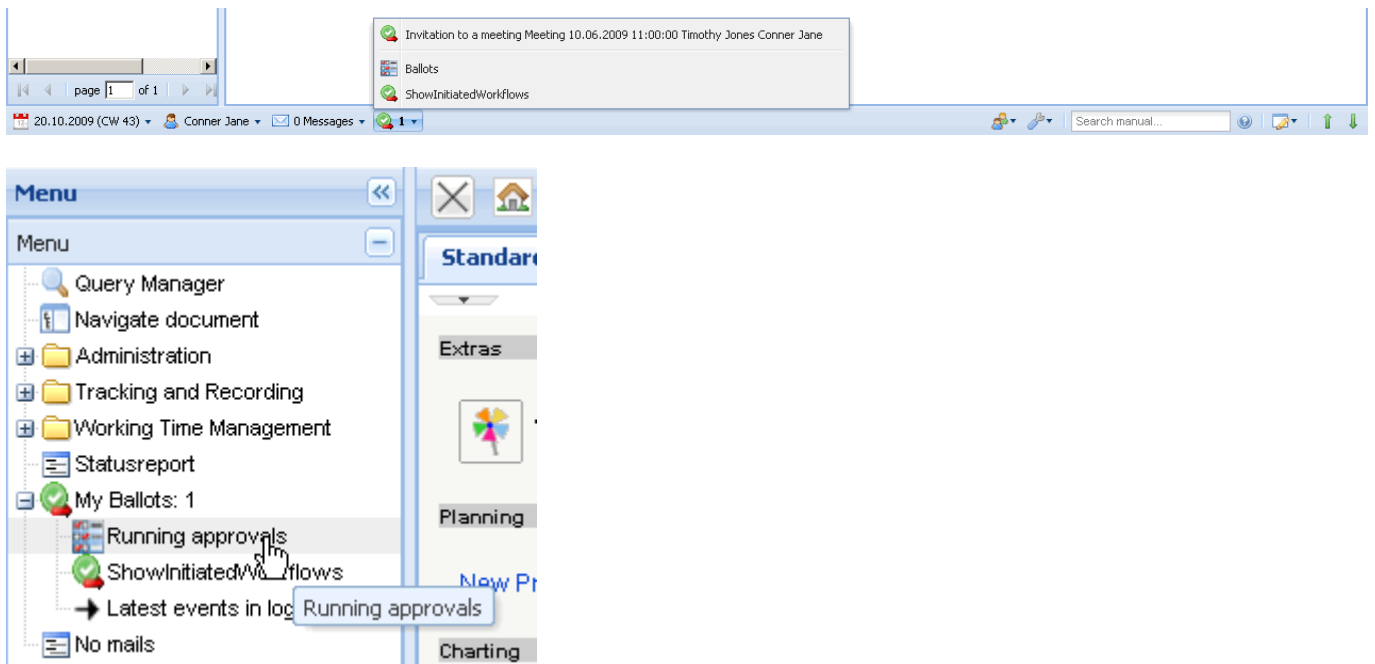 Invitation to a meeting Meeting 10.06.2009 11:00:00 Timothy Jones Conner Jane
Ballots
ShowInitiatedWorkflows
page 1 of 1
20.10.2009 (CW 43) Conner Jane 0 Messages 1 Search manual...
Menu
Menu
Query Manager
Navigate document
Administration
Tracking and Recording
Working Time Management
Statusreport
My Ballots: 1
Running approvals
ShowInitiatedWorkflows
Latest events in log
Running approvals
No mails
Standar
Extras
Planning
New Pr
Charting